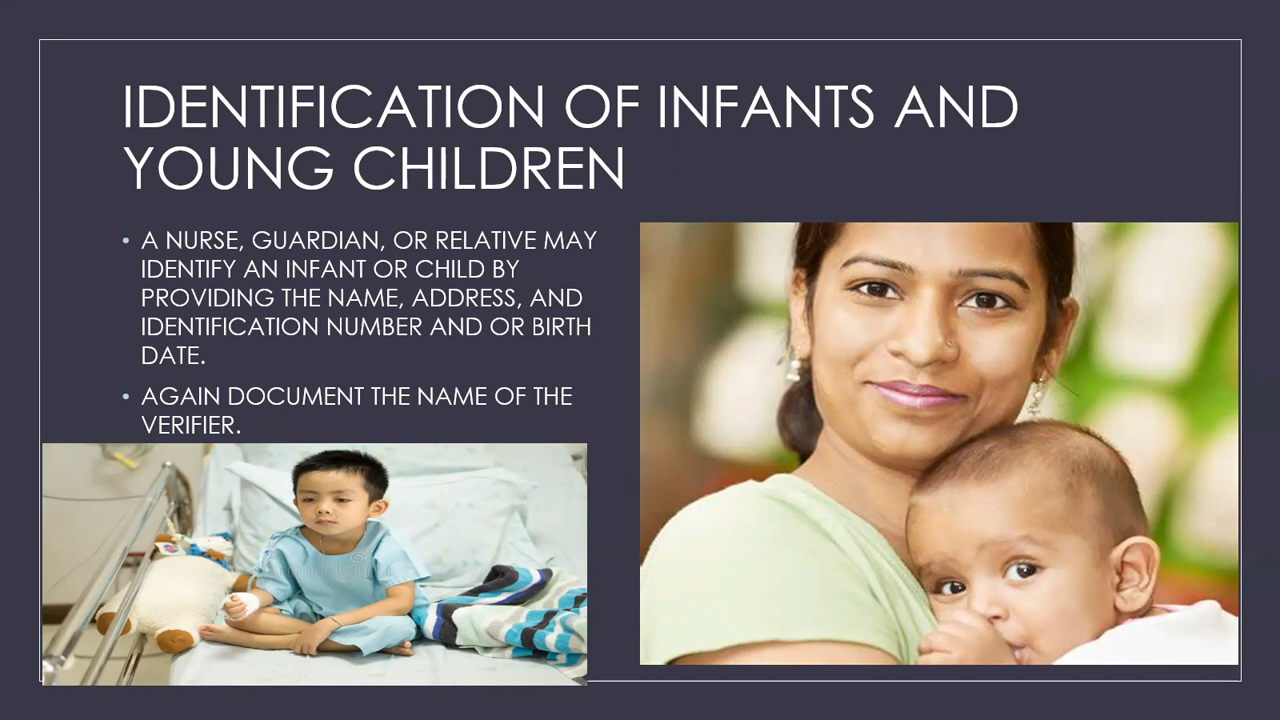 IDENTIFICATION OF INFANTS AND
YOUNG CHILDREN
• A NURSE, GUARDIAN, OR RELATIVE MAY
IDENTIFY AN INFANT OR CHILD BY
PROVIDING THE NAME, ADDRESS, AND
IDENTIFICATION NUMBER AND OR BIRTH
DATE.
• AGAIN DOCUMENT THE NAME OF THE
VERIFIER.